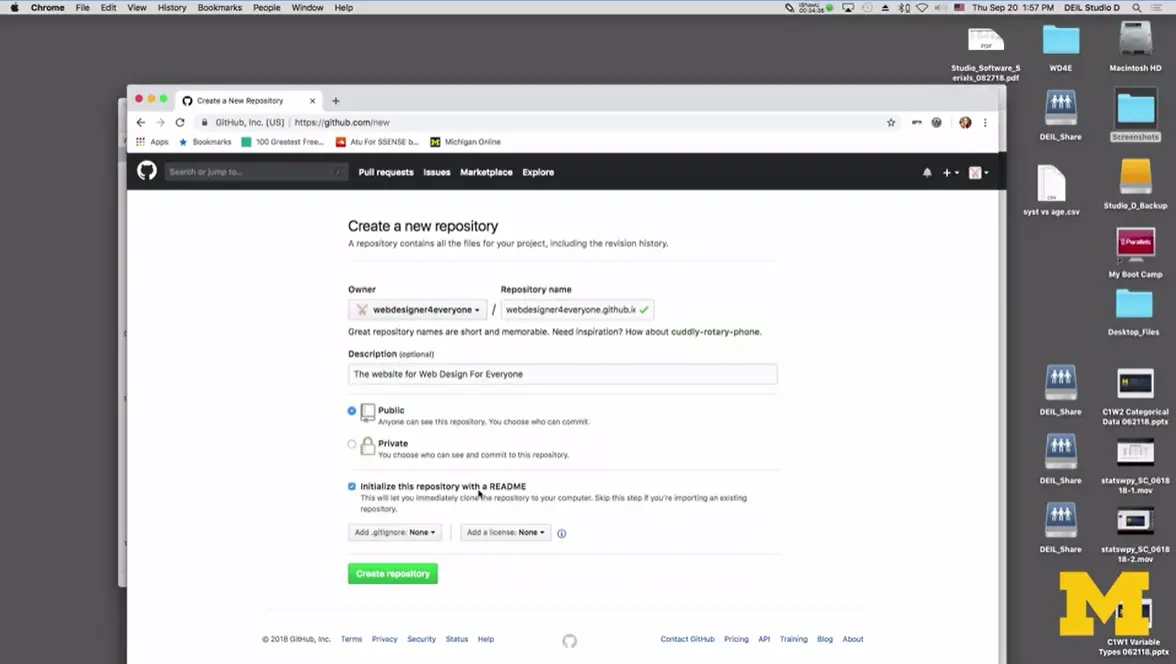 Chrome File Edit View History Bookmarks People Window Help
Thu Sep 20 1:57 PM DEIL Studio D
Studio_Software_S
erials_082718.pdf
WD4E
Macintosh HD
Create a New Repository
GitHub, Inc. [US] | https://github.com/new
DEIL_Share
Screenshots
Apps Bookmarks 100 Greatest Free... Atu For SSENSE b... Michigan Online
Search or jump to...
Pull requests Issues Marketplace Explore
syst vs age.csv
Studio_D_Backup
Parallels
My Boot Camp
Create a new repository
A repository contains all the files for your project, including the revision history.
Owner
Repository name
webdesigner4everyone / webdesigner4everyone.github.io
Great repository names are short and memorable. Need inspiration? How about cuddly-rotary-phone.
Desktop_Files
Description (optional)
The website for Web Design For Everyone
Public
Anyone can see this repository. You choose who can commit.
DEIL_Share
C1W2 Categorical
Data 062118.pptx
Private
You choose who can see and commit to this repository.
Initialize this repository with a README
This will let you immediately clone the repository to your computer. Skip this step if you're importing an existing
repository.
DEIL_Share
statswpy_SC_0618
18-1.mov
Add .gitignore: None
Add a license: None
DEIL_Share
statswpy_SC_0618
18-2.mov
Create repository
© 2018 GitHub, Inc. Terms Privacy Security Status Help
Contact GitHub Pricing API Training Blog About
M
C1W1 Variable
Types 062118.pptx